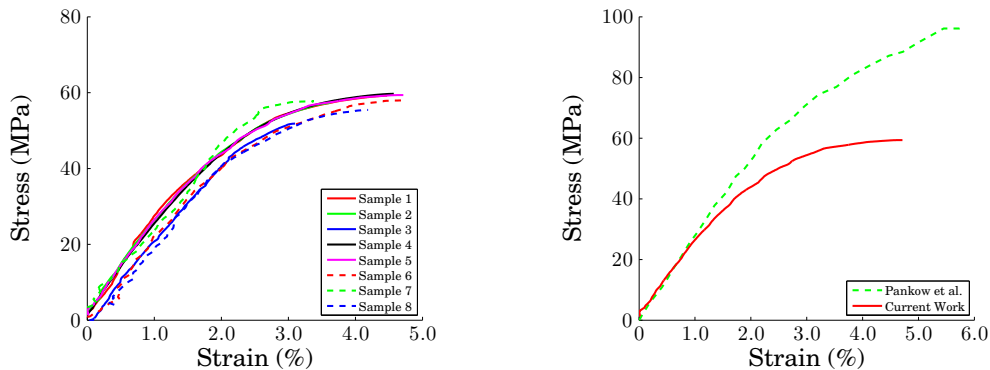 80
60
40
20
0
0
1.0
2.0
3.0
4.0
5.0
Stress (MPa)
Strain (%)
Sample 1
Sample 2
Sample 3
Sample 4
Sample 5
Sample 6
Sample 7
Sample 8
100
80
60
40
20
0
0
1.0
2.0
3.0
4.0
5.0
6.0
Stress (MPa)
Strain (%)
Pankow et al.
Current Work